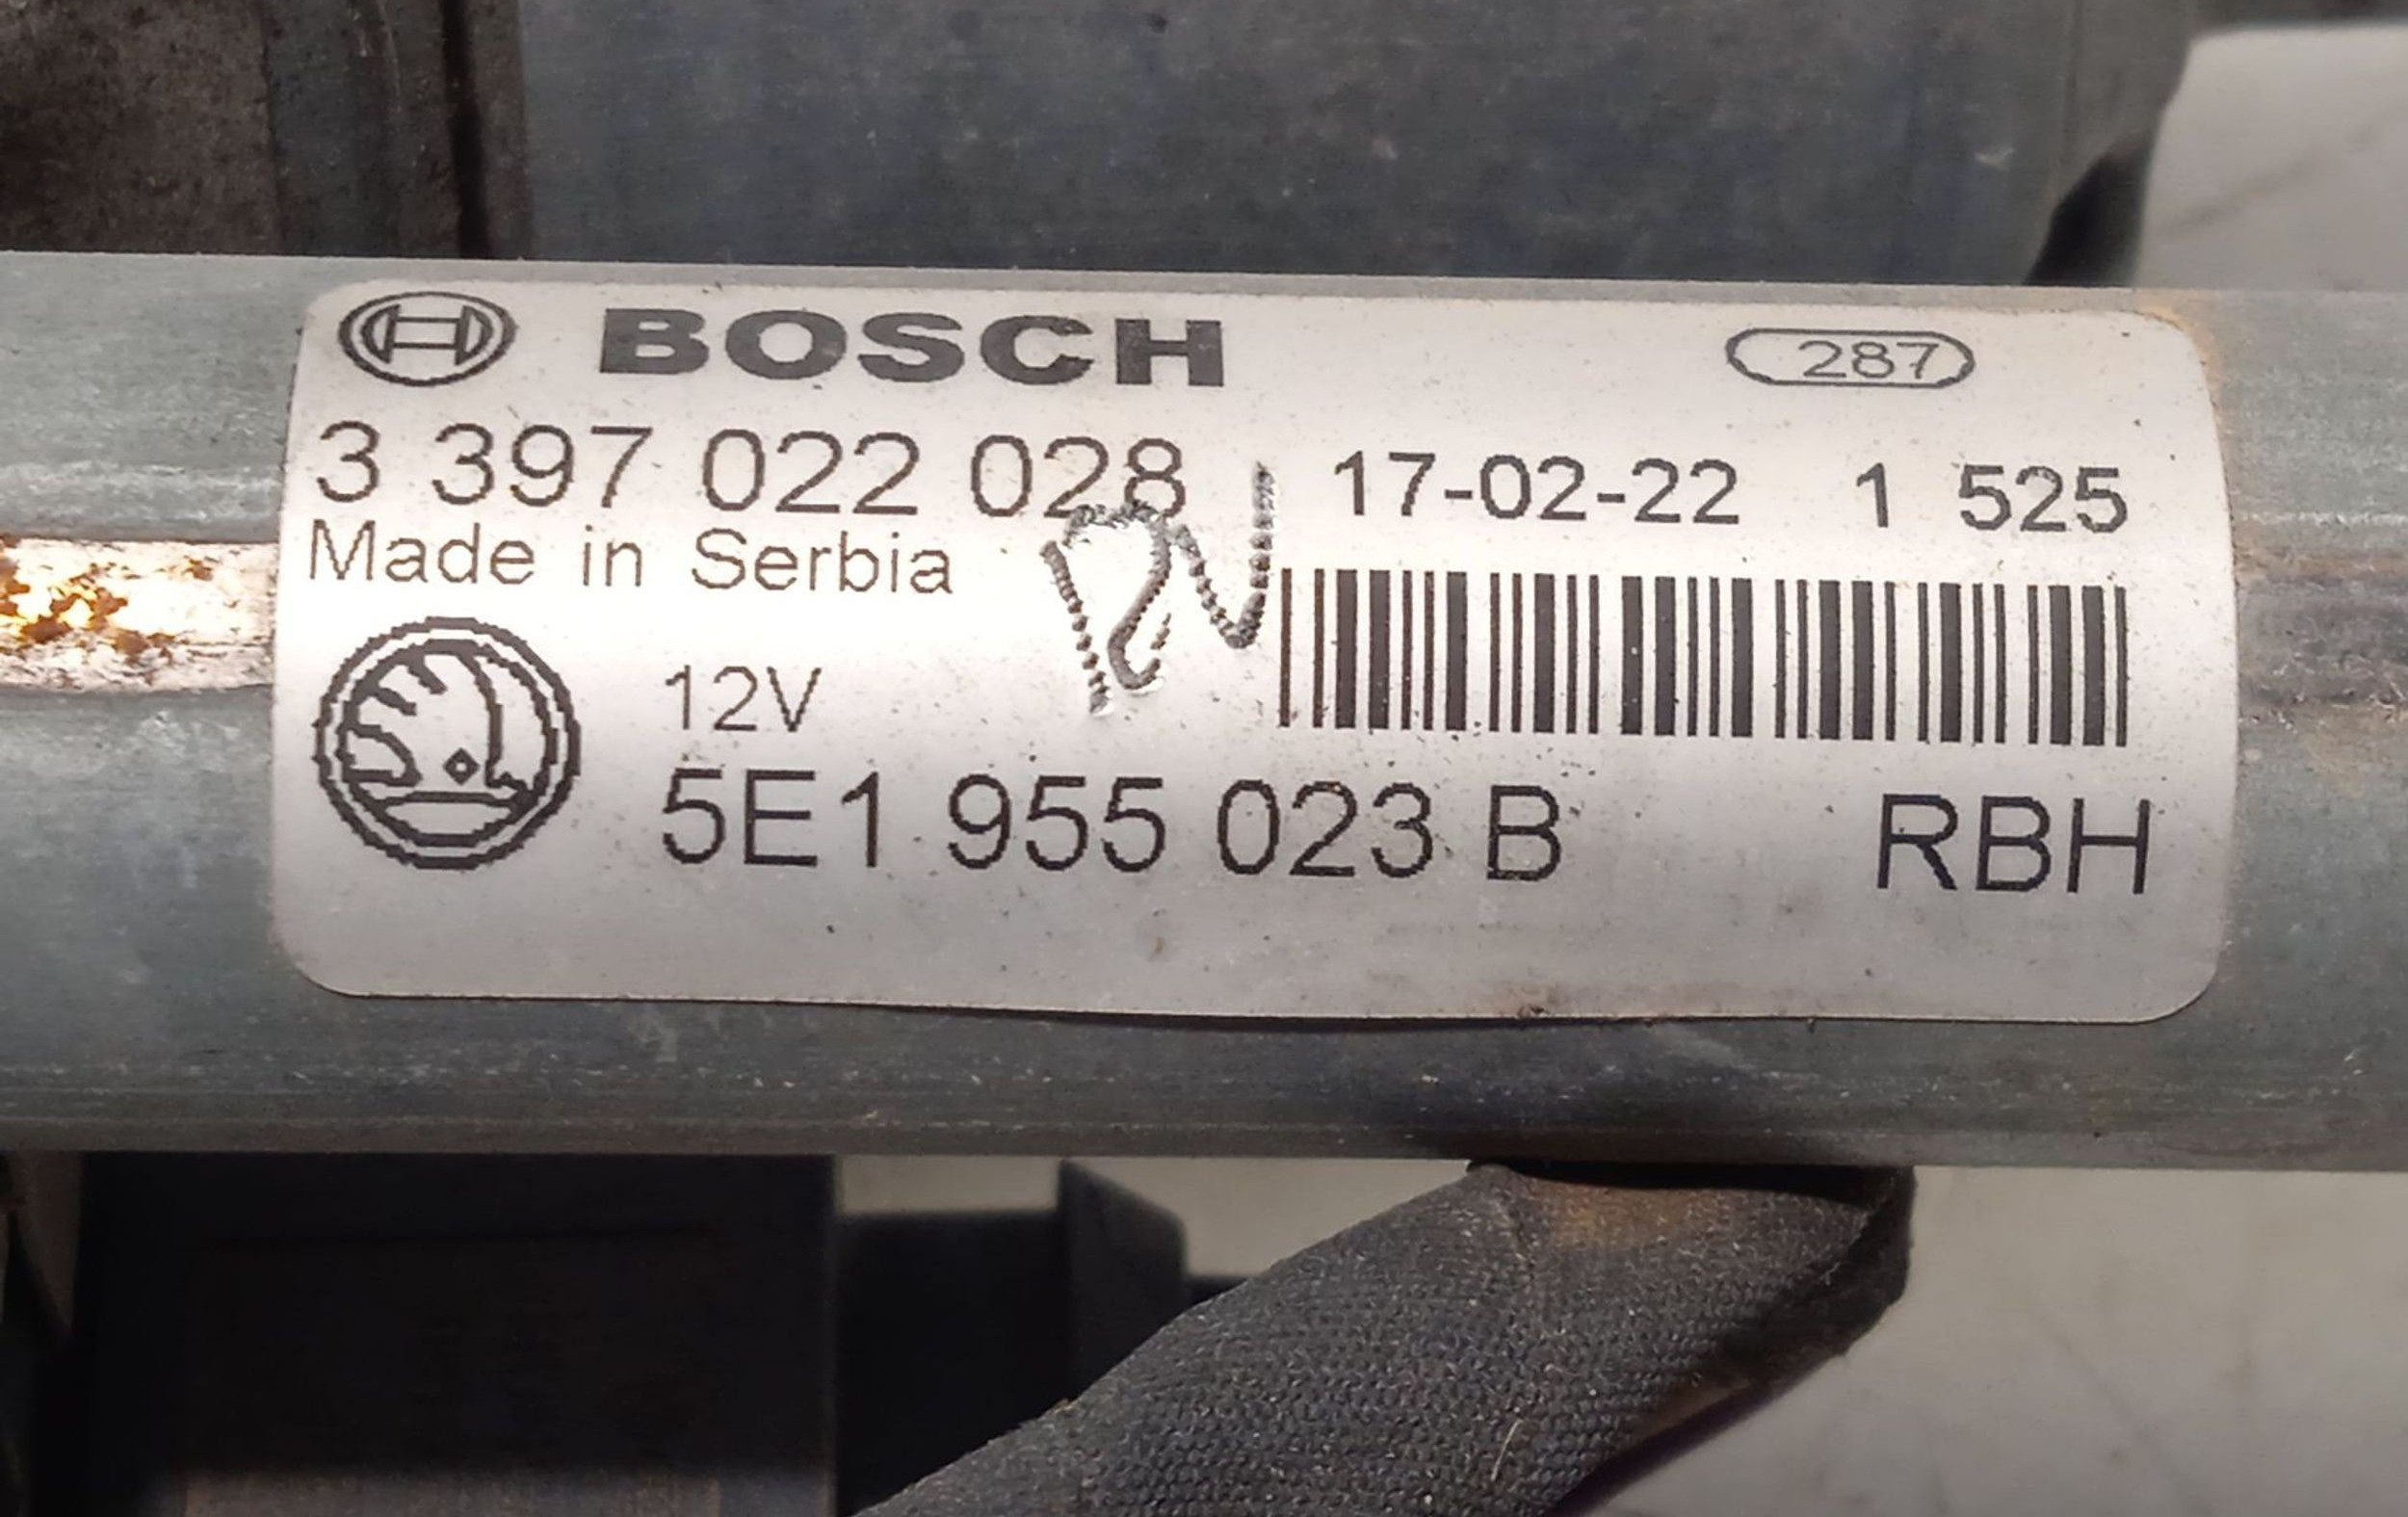 BOSCH 287
3 397 022 028 17-02-22 1 525
Made in Serbia
12V
5E1 955 023 B RBH